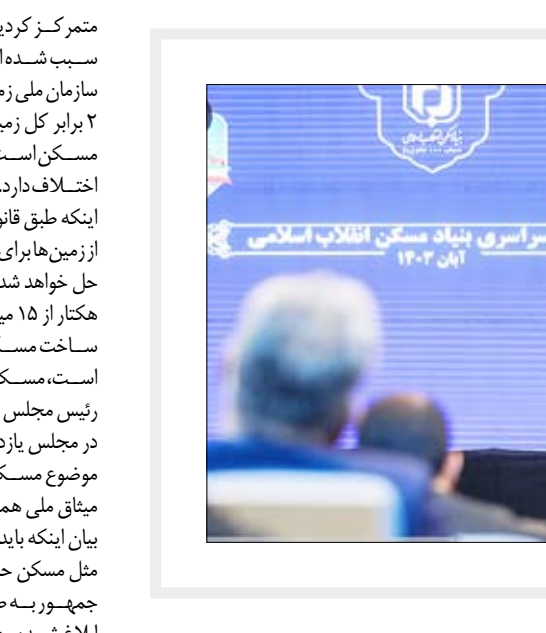 متمرکز کردی
سبب شده ا
سازمان ملی زم
۲ برابر کل زمی
مسکن است
اختلاف دارد.
اینکه طبق قانو
از زمین‌ها برای
حل خواهد شد
هکتار از ۱۵ می
ساخت مسک
است، مسک
رئیس مجلس
در مجلس یازد
موضوع مسک
میثاق ملی هم
بیان اینکه باید
مثل مسکن ح
جمهور به ص
سراسری بنیاد مسکن انقلاب اسلامی
آبان ۱۴۰۳